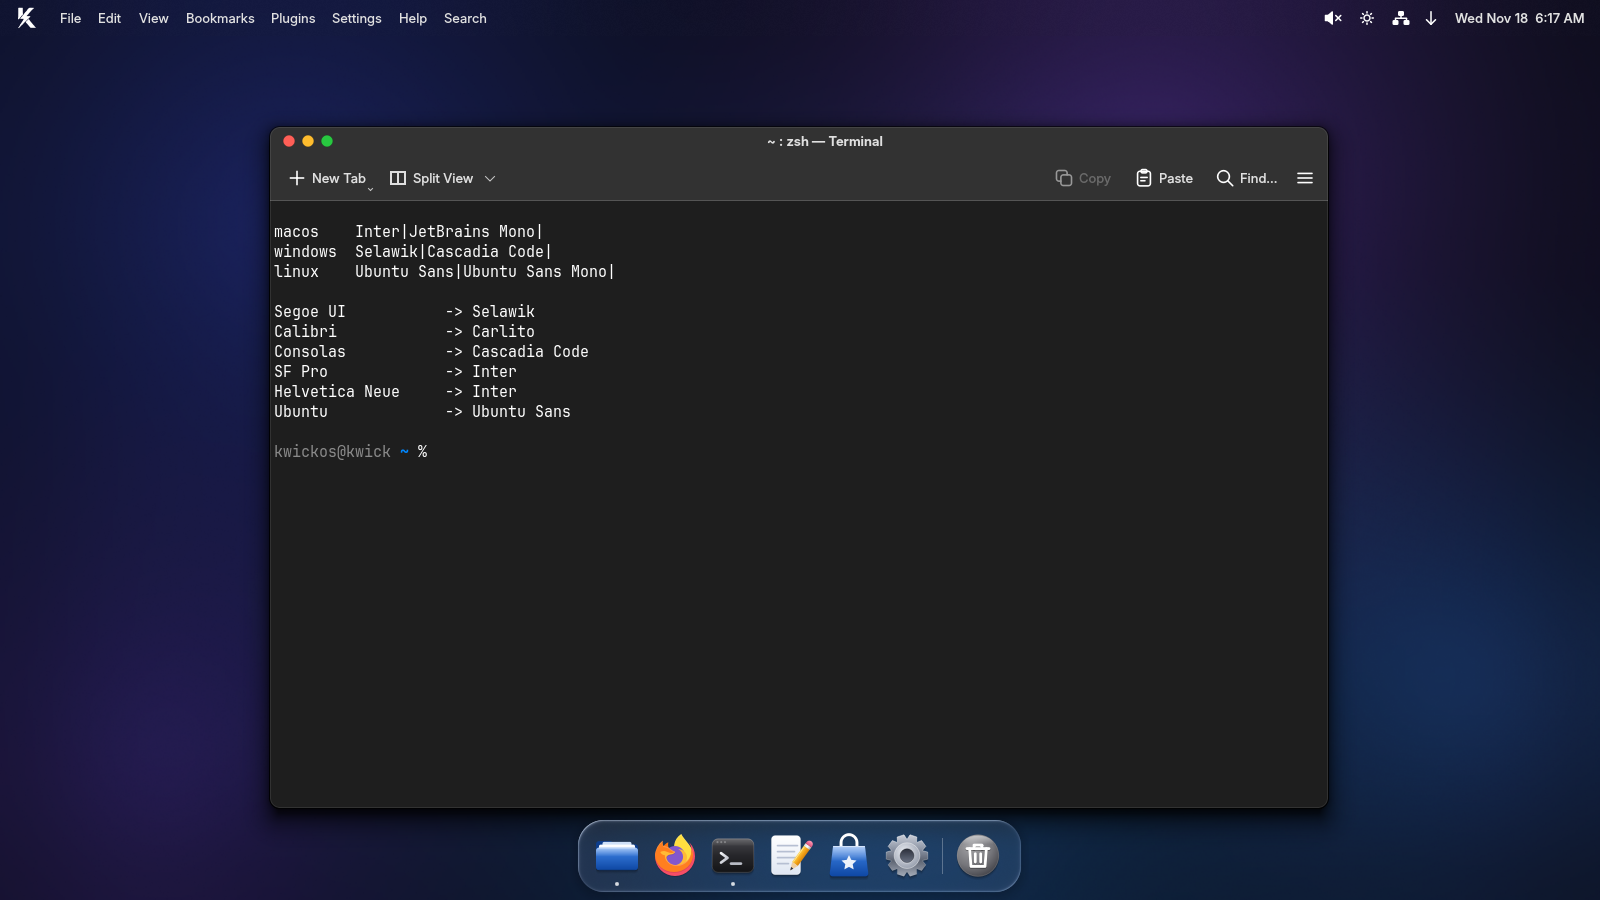 File Edit View Bookmarks Plugins Settings Help Search
Wed Nov 18 6:17 AM
~ : zsh — Terminal
New Tab Split View Copy Paste Find...
macos    Inter|JetBrains Mono|
windows  Selawik|Cascadia Code|
linux    Ubuntu Sans|Ubuntu Sans Mono|
Segoe UI           -> Selawik
Calibri            -> Carlito
Consolas           -> Cascadia Code
SF Pro             -> Inter
Helvetica Neue     -> Inter
Ubuntu             -> Ubuntu Sans
kwickos@kwick ~ %